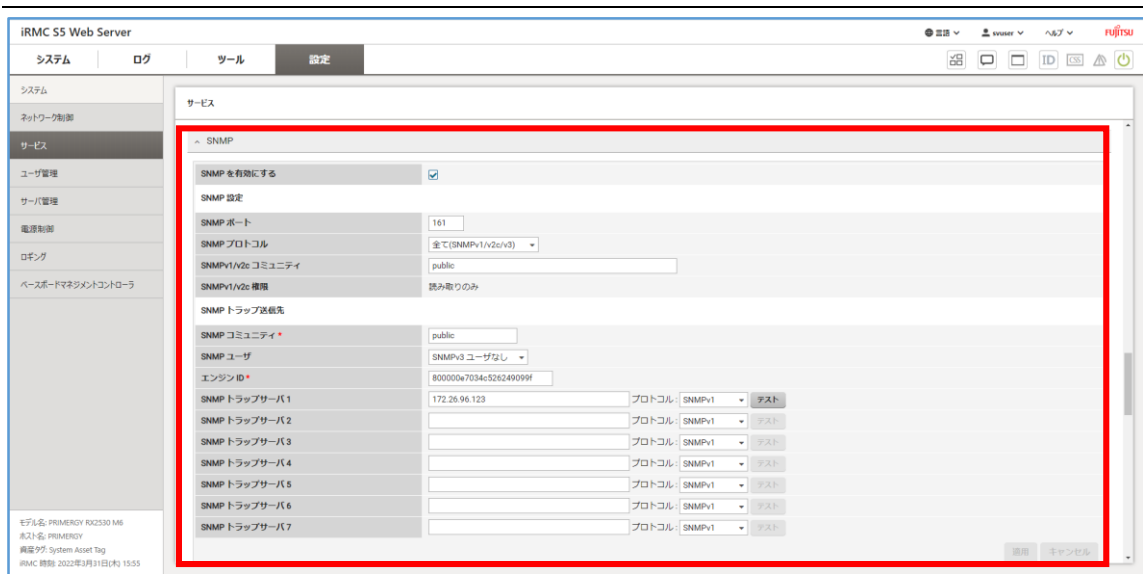 iRMC S5 Web Server
言語 svuser ヘルプ FUJITSU
システム ログ ツール 設定
ID CSS
システム
ネットワーク制御
サービス
ユーザ管理
サーバ管理
電源制御
ロギング
ベースボードマネジメントコントローラ
サービス
SNMP
SNMP を有効にする
SNMP 設定
SNMP ポート 161
SNMP プロトコル 全て(SNMPv1/v2c/v3)
SNMPv1/v2c コミュニティ public
SNMPv1/v2c 権限 読み取りのみ
SNMP トラップ送信先
SNMP コミュニティ * public
SNMP ユーザ SNMPv3 ユーザなし
エンジン ID * 800000e7034c526249099f
SNMP トラップサーバ 1 172.26.96.123 プロトコル : SNMPv1 テスト
SNMP トラップサーバ 2 プロトコル : SNMPv1 テスト
SNMP トラップサーバ 3 プロトコル : SNMPv1 テスト
SNMP トラップサーバ 4 プロトコル : SNMPv1 テスト
SNMP トラップサーバ 5 プロトコル : SNMPv1 テスト
SNMP トラップサーバ 6 プロトコル : SNMPv1 テスト
SNMP トラップサーバ 7 プロトコル : SNMPv1 テスト
適用 キャンセル
モデル名: PRIMERGY RX2530 M6
ホスト名: PRIMERGY
資産タグ: System Asset Tag
iRMC 時刻: 2022年3月31日(木) 15:55